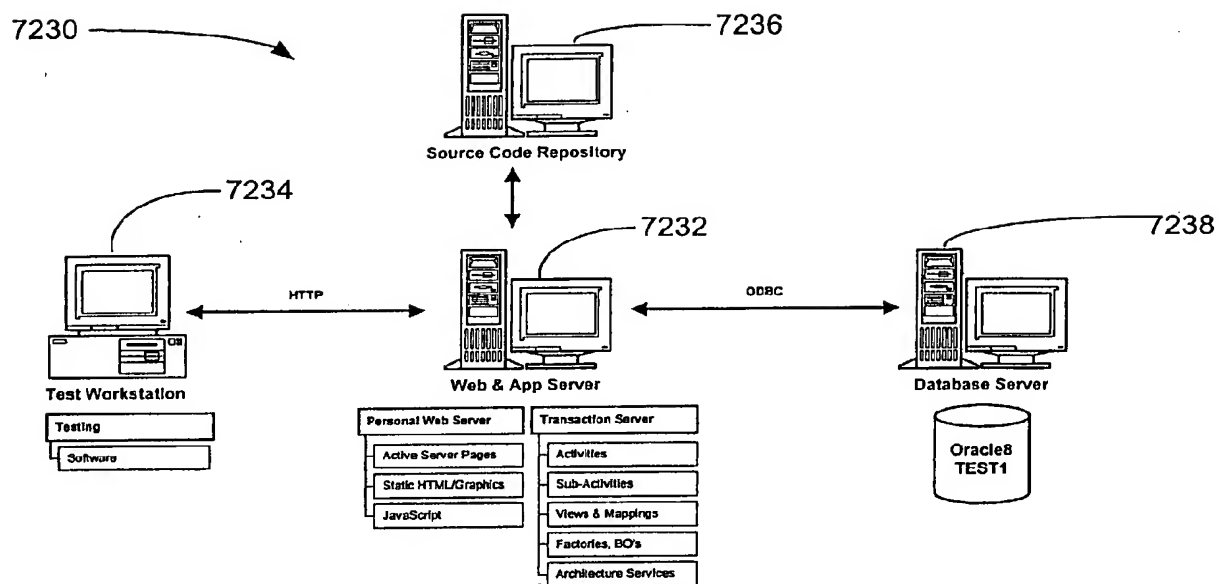 7230
7236
Source Code Repository
7234
7232
7238
HTTP
ODBC
Test Workstation
Web & App Server
Database Server
Testing
Software
Personal Web Server
Active Server Pages
Static HTML/Graphics
JavaScript
Transaction Server
Activities
Sub-Activities
Views & Mappings
Factories, BO's
Architecture Services
Oracle8
TEST1